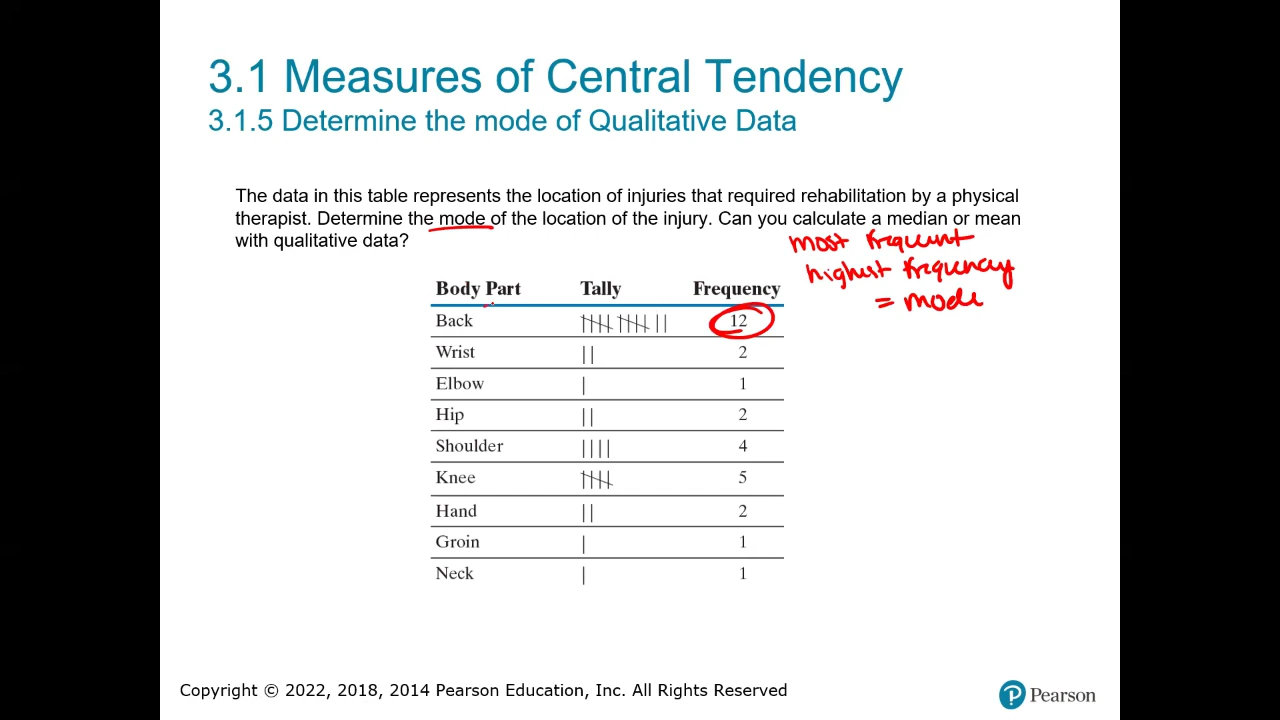 3.1 Measures of Central Tendency
3.1.5 Determine the mode of Qualitative Data
The data in this table represents the location of injuries that required rehabilitation by a physical
therapist. Determine the mode of the location of the injury. Can you calculate a median or mean
with qualitative data?
most frequent
highest frequency
= mode
Body Part Tally Frequency
Back 12
Wrist || 2
Elbow | 1
Hip || 2
Shoulder |||| 4
Knee 5
Hand || 2
Groin | 1
Neck | 1
Copyright © 2022, 2018, 2014 Pearson Education, Inc. All Rights Reserved
P Pearson